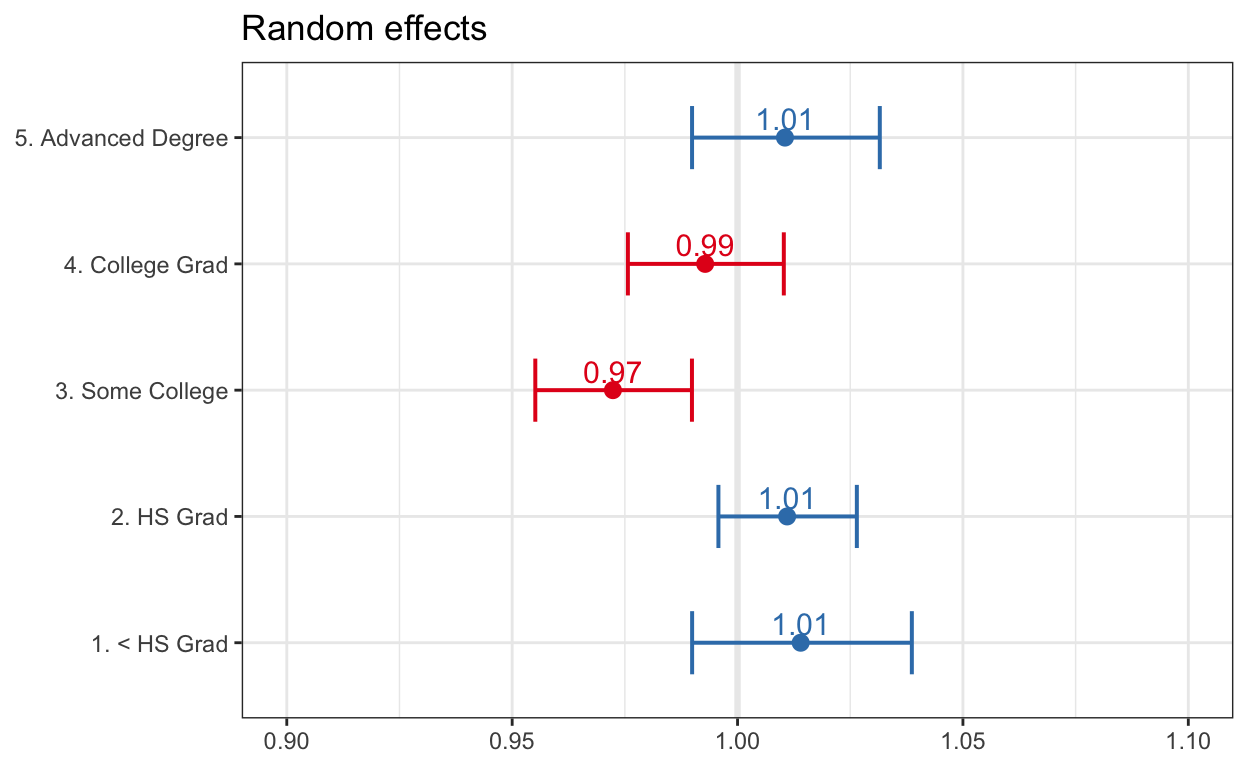 Random effects
5. Advanced Degree
1.01
4. College Grad
0.99
3. Some College
0.97
2. HS Grad
1.01
1. < HS Grad
1.01
0.90 0.95 1.00 1.05 1.10